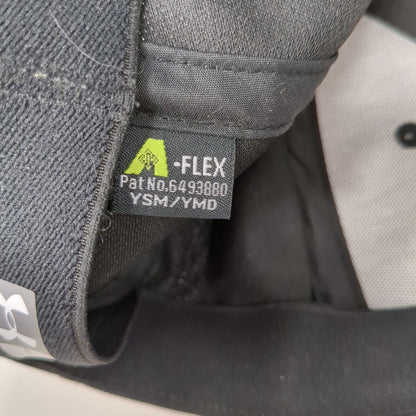 A-FLEX
Pat No.6493880
YSM/YMD